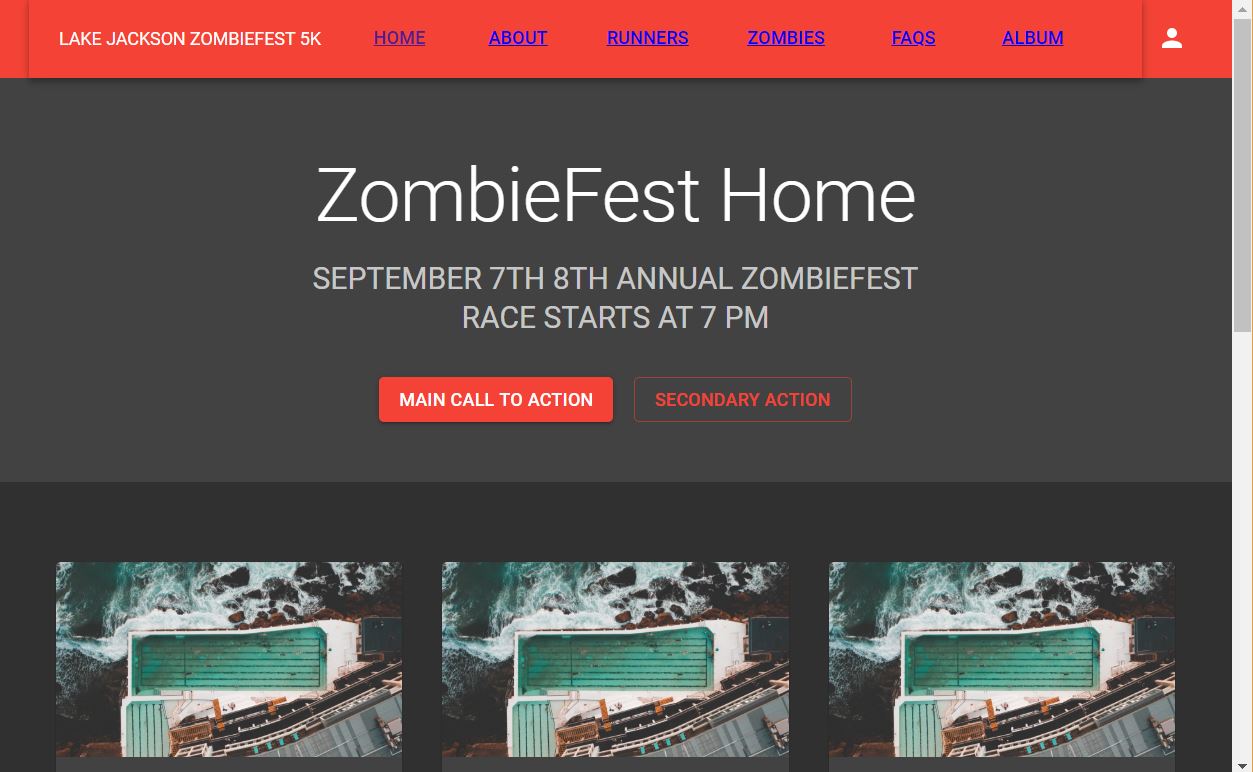 LAKE JACKSON ZOMBIEFEST 5K HOME ABOUT RUNNERS ZOMBIES FAQS ALBUM
ZombieFest Home
SEPTEMBER 7TH 8TH ANNUAL ZOMBIEFEST
RACE STARTS AT 7 PM
MAIN CALL TO ACTION SECONDARY ACTION